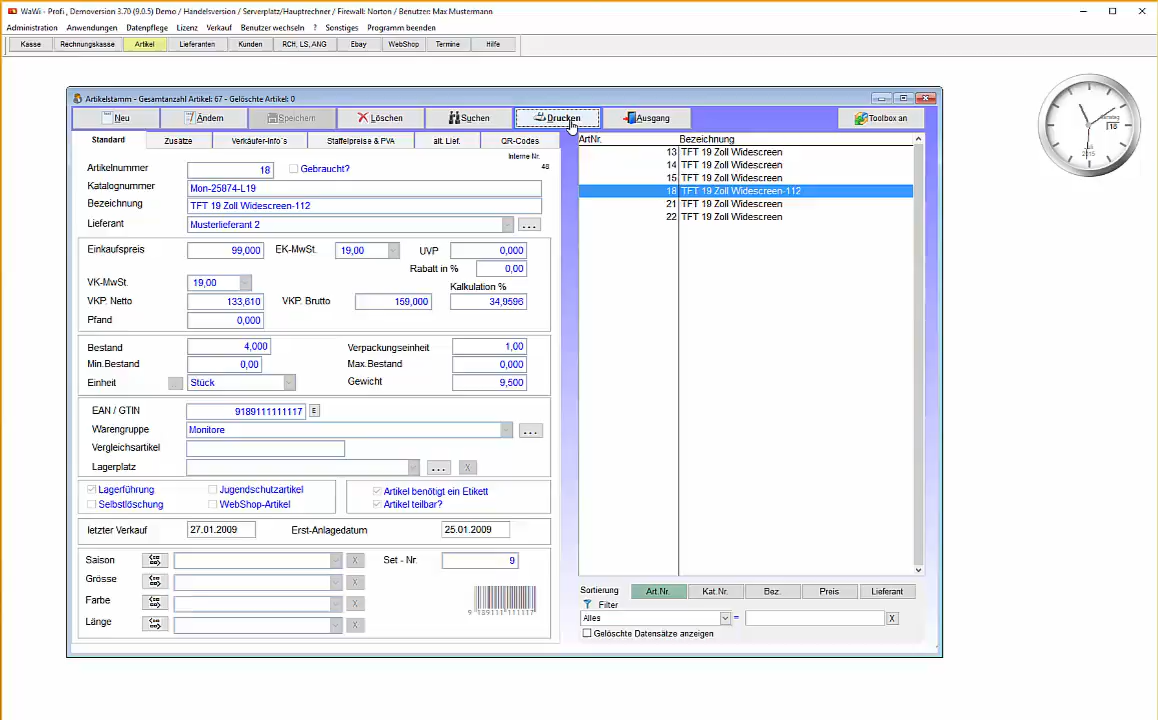 WaWi - Profi , Demoversion 3.70 (9.0.5) Demo / Handelsversion / Serverplatz/Hauptrechner / Firewall: Norton / Benutzer: Max Mustermann
Administration Anwendungen Datenpflege Lizenz Verkauf Benutzer wechseln ? Sonstiges Programm beenden
Kasse Rechnungskasse Artikel Lieferanten Kunden RCH, LS, ANG Ebay WebShop Termine Hilfe
Artikelstamm - Gesamtanzahl Artikel: 67 - Gelöschte Artikel: 0
Neu Ändern Speichern Löschen Suchen Drucken Ausgang Toolbox an
Standard Zusätze Verkäufer-Info`s Staffelpreise & PVA alt. Lief. QR-Codes
Interne Nr.
48
Artikelnummer 18 Gebraucht?
Katalognummer Mon-25874-L19
Bezeichnung TFT 19 Zoll Widescreen-112
Lieferant Musterlieferant 2 ...
Einkaufspreis 99,000 EK-MwSt. 19,00 UVP 0,000
Rabatt in % 0,00
VK-MwSt. 19,00 Kalkulation %
VKP. Netto 133,610 VKP. Brutto 159,000 34,9596
Pfand 0,000
Bestand 4,000 Verpackungseinheit 1,00
Min.Bestand 0,00 Max.Bestand 0,000
Einheit ... Stück Gewicht 9,500
EAN / GTIN 9189111111117 E
Warengruppe Monitore ...
Vergleichsartikel
Lagerplatz ... X
Lagerführung Jugendschutzartikel Artikel benötigt ein Etikett
Selbstlöschung WebShop-Artikel Artikel teilbar?
letzter Verkauf 27.01.2009 Erst-Anlagedatum 25.01.2009
Saison X Set - Nr. 9
Grösse X
Farbe X
9 189111 111117
Länge X
ArtNr. Bezeichnung
13 TFT 19 Zoll Widescreen
14 TFT 19 Zoll Widescreen
15 TFT 19 Zoll Widescreen
18 TFT 19 Zoll Widescreen-112
21 TFT 19 Zoll Widescreen
22 TFT 19 Zoll Widescreen
Sortierung Art.Nr. Kat.Nr. Bez. Preis Lieferant
Filter
Alles = X
Gelöschte Datensätze anzeigen
18
2015